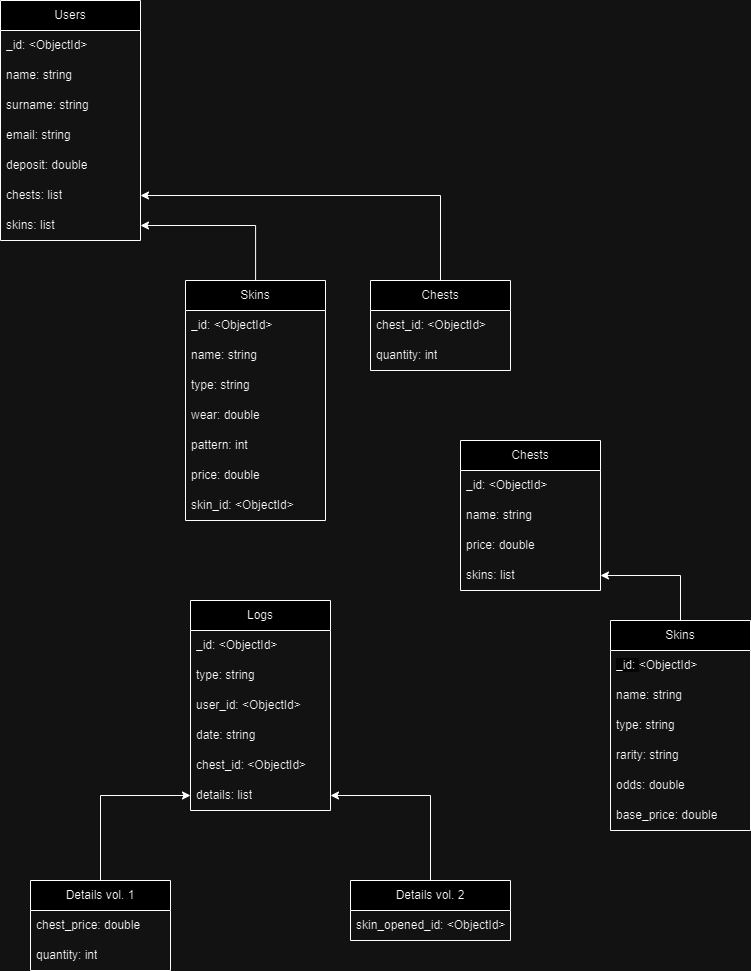 Users
_id: <ObjectId>
name: string
surname: string
email: string
deposit: double
chests: list
skins: list
Skins
_id: <ObjectId>
name: string
type: string
wear: double
pattern: int
price: double
skin_id: <ObjectId>
Chests
chest_id: <ObjectId>
quantity: int
Chests
_id: <ObjectId>
name: string
price: double
skins: list
Logs
_id: <ObjectId>
type: string
user_id: <ObjectId>
date: string
chest_id: <ObjectId>
details: list
Skins
_id: <ObjectId>
name: string
type: string
rarity: string
odds: double
base_price: double
Details vol. 1
chest_price: double
quantity: int
Details vol. 2
skin_opened_id: <ObjectId>